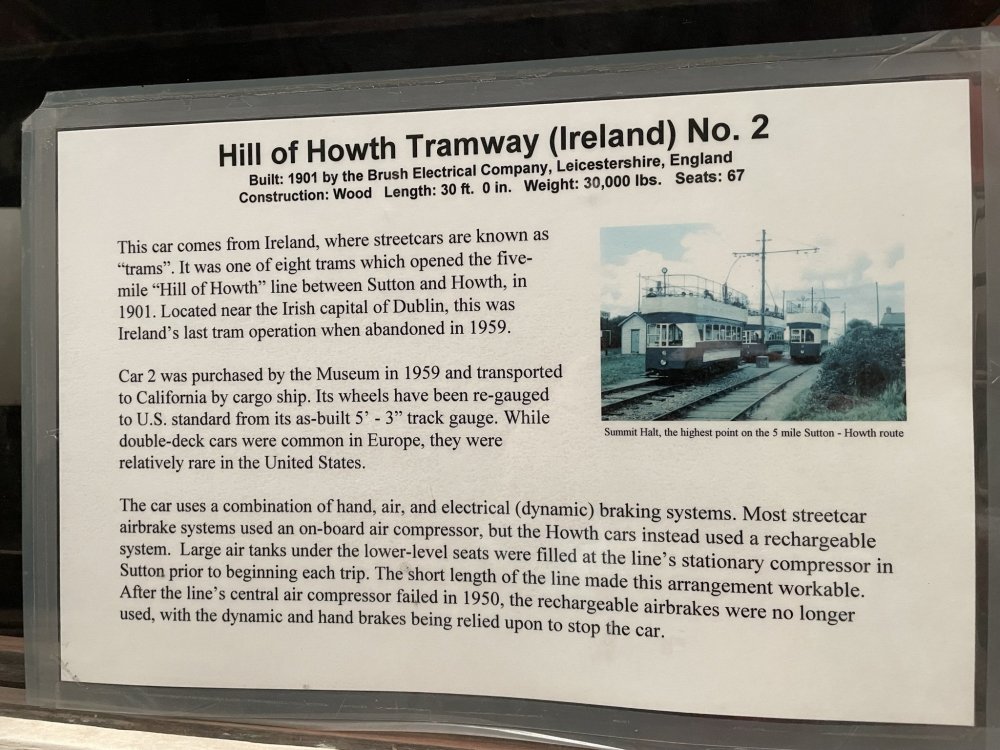 Hill of Howth Tramway (Ireland) No. 2
Built: 1901 by the Brush Electrical Company, Leicestershire, England
Construction: Wood Length: 30 ft. 0 in. Weight: 30,000 lbs. Seats: 67
This car comes from Ireland, where streetcars are known as
“trams”. It was one of eight trams which opened the five-
mile “Hill of Howth” line between Sutton and Howth, in
1901. Located near the Irish capital of Dublin, this was
Ireland’s last tram operation when abandoned in 1959.
Car 2 was purchased by the Museum in 1959 and transported
to California by cargo ship. Its wheels have been re-gauged
to U.S. standard from its as-built 5’ - 3” track gauge. While
double-deck cars were common in Europe, they were
relatively rare in the United States.
Summit Halt, the highest point on the 5 mile Sutton - Howth route
The car uses a combination of hand, air, and electrical (dynamic) braking systems. Most streetcar
airbrake systems used an on-board air compressor, but the Howth cars instead used a rechargeable
system. Large air tanks under the lower-level seats were filled at the line’s stationary compressor in
Sutton prior to beginning each trip. The short length of the line made this arrangement workable.
After the line’s central air compressor failed in 1950, the rechargeable airbrakes were no longer
used, with the dynamic and hand brakes being relied upon to stop the car.